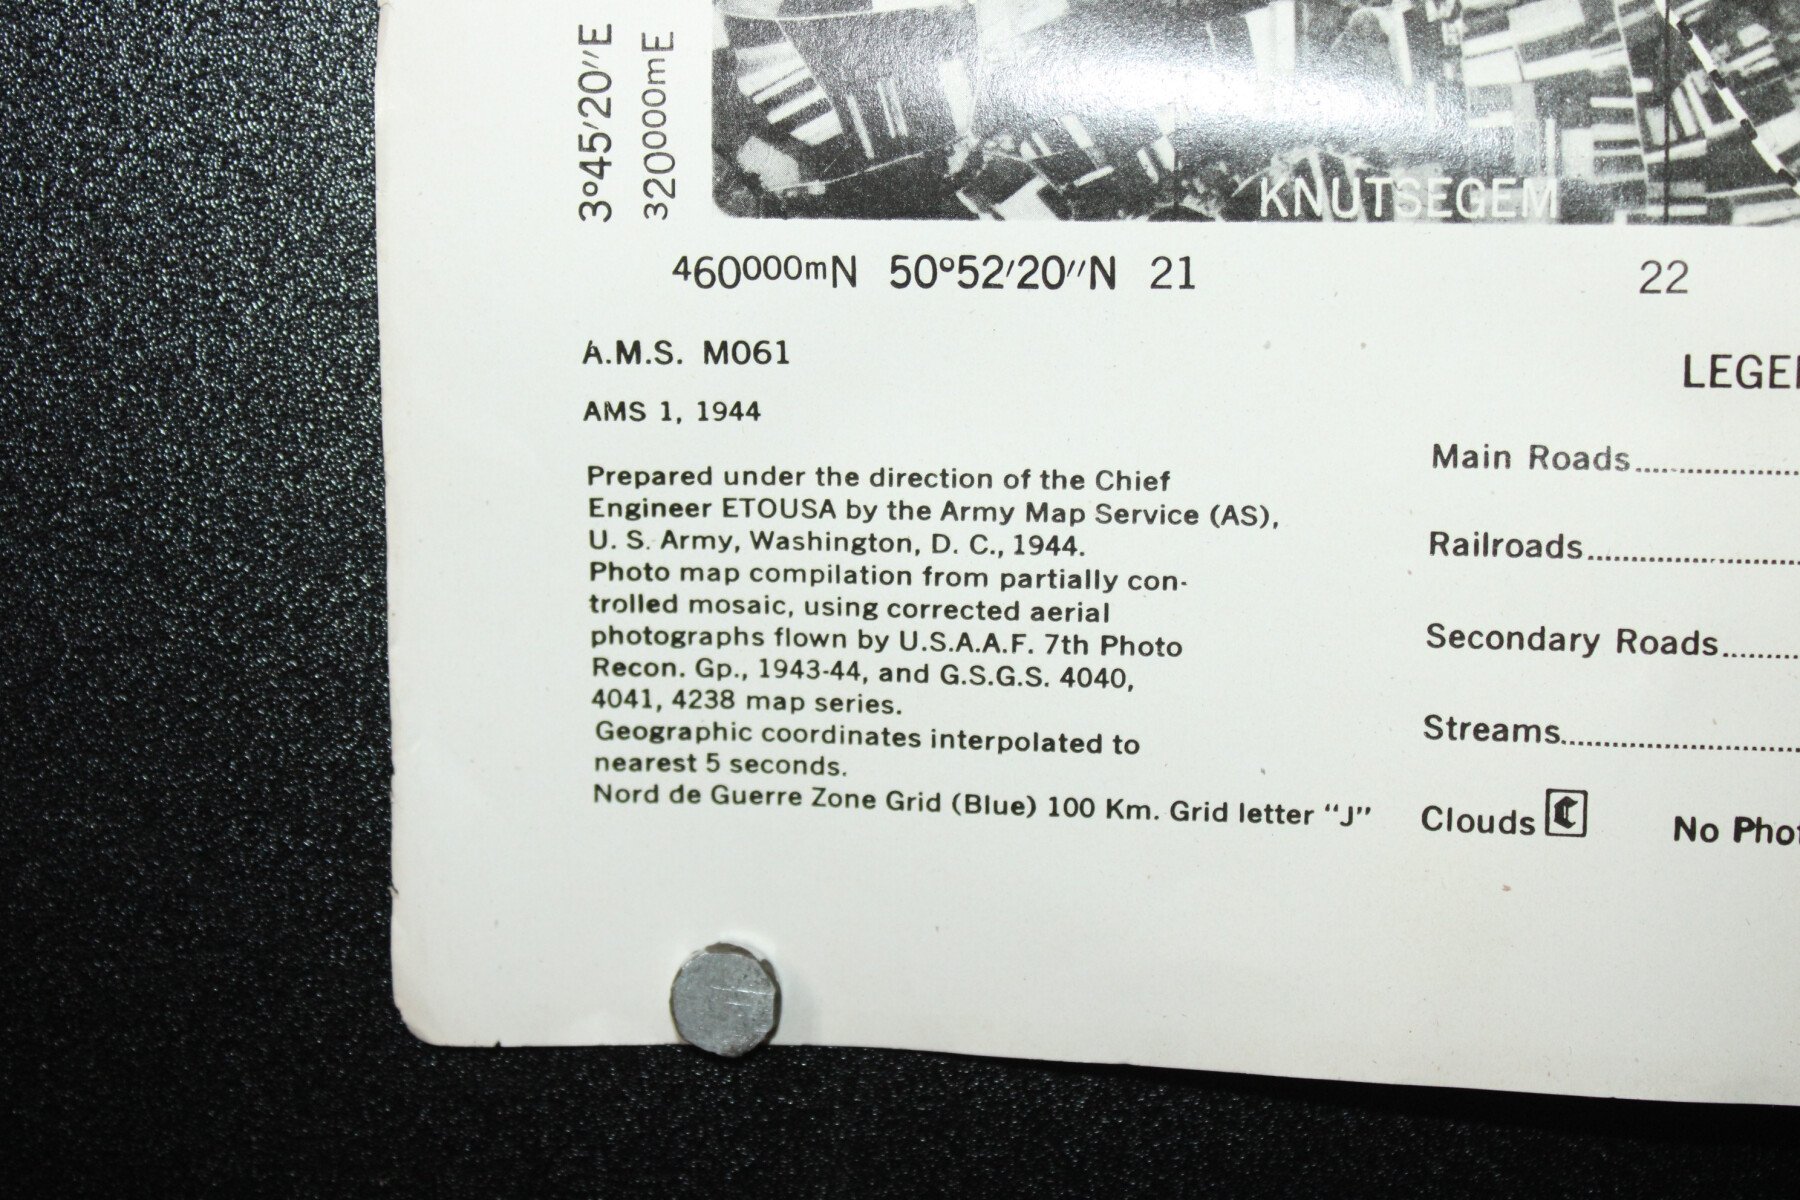 3°45'20"E
320000mE
KNUTSEGEM
460000mN 50°52'20"N 21 22
A.M.S. M061
AMS 1, 1944
Prepared under the direction of the Chief
Engineer ETOUSA by the Army Map Service (AS),
U. S. Army, Washington, D. C., 1944.
Photo map compilation from partially con-
trolled mosaic, using corrected aerial
photographs flown by U.S.A.A.F. 7th Photo
Recon. Gp., 1943-44, and G.S.G.S. 4040,
4041, 4238 map series.
Geographic coordinates interpolated to
nearest 5 seconds.
Nord de Guerre Zone Grid (Blue) 100 Km. Grid letter "J"
Main Roads
Railroads
Secondary Roads
Streams
Clouds C No